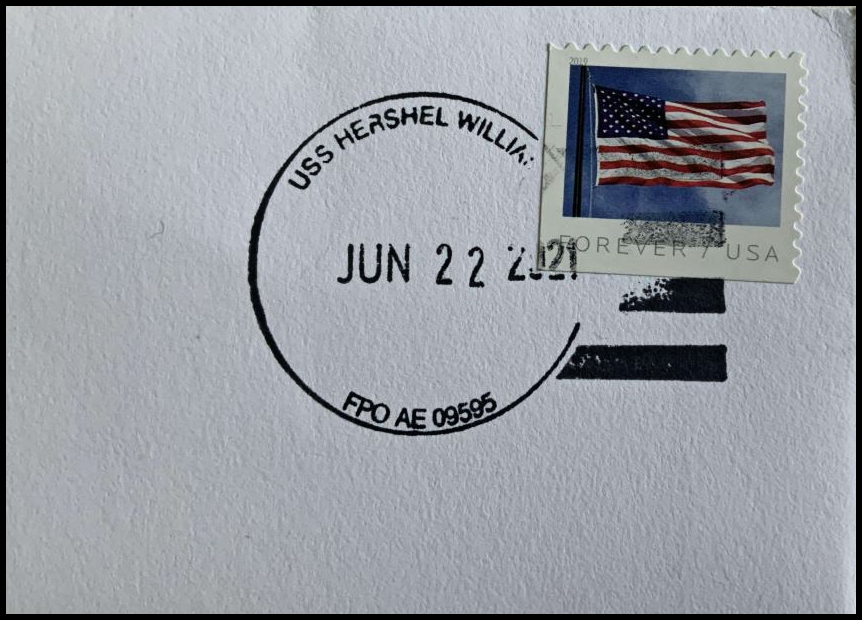 USS HERSHEL WILLIA
2019
JUN 22 2021
FOREVER / USA
FPO AE 09595